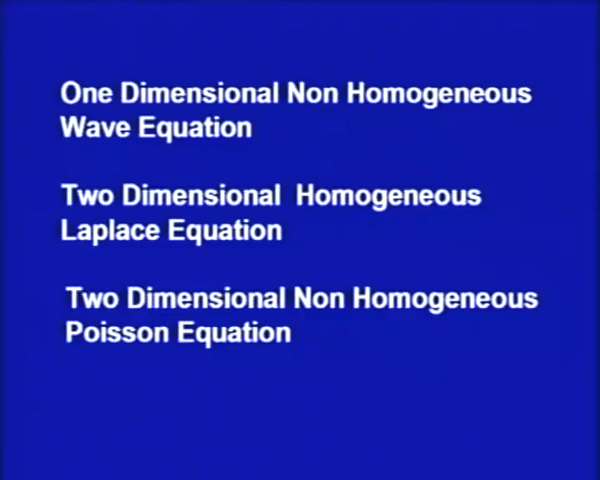 One Dimensional Non Homogeneous
Wave Equation
Two Dimensional  Homogeneous
Laplace Equation
Two Dimensional Non Homogeneous
Poisson Equation